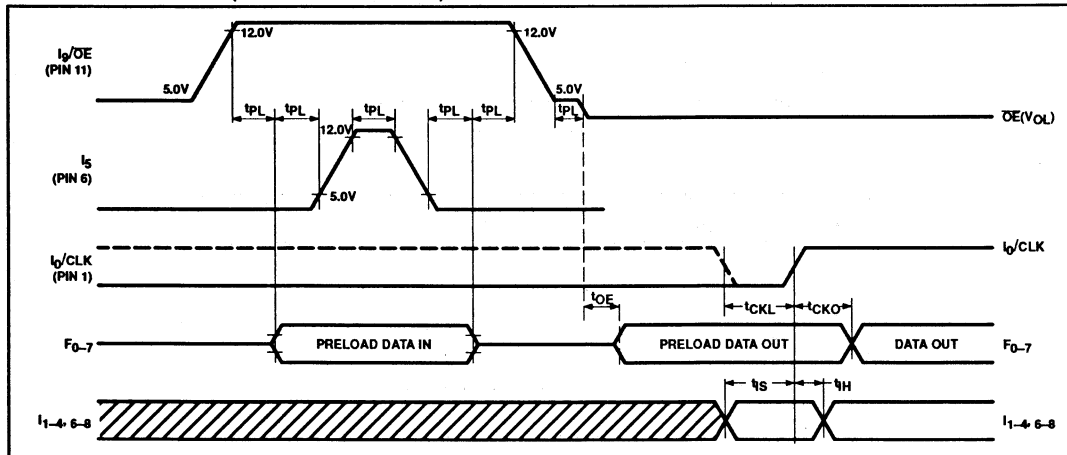 12.0V 12.0V
I9/O̅E̅
(PIN 11)
5.0V 5.0V
tPL tPL tPL tPL tPL tPL O̅E̅(VOL)
12.0V
I5
(PIN 6)
5.0V
I0/CLK I0/CLK
(PIN 1)
tOE tCKL tCKO
F0–7 PRELOAD DATA IN PRELOAD DATA OUT DATA OUT F0–7
tIS tIH
I1–4, 6–8 I1–4, 6–8